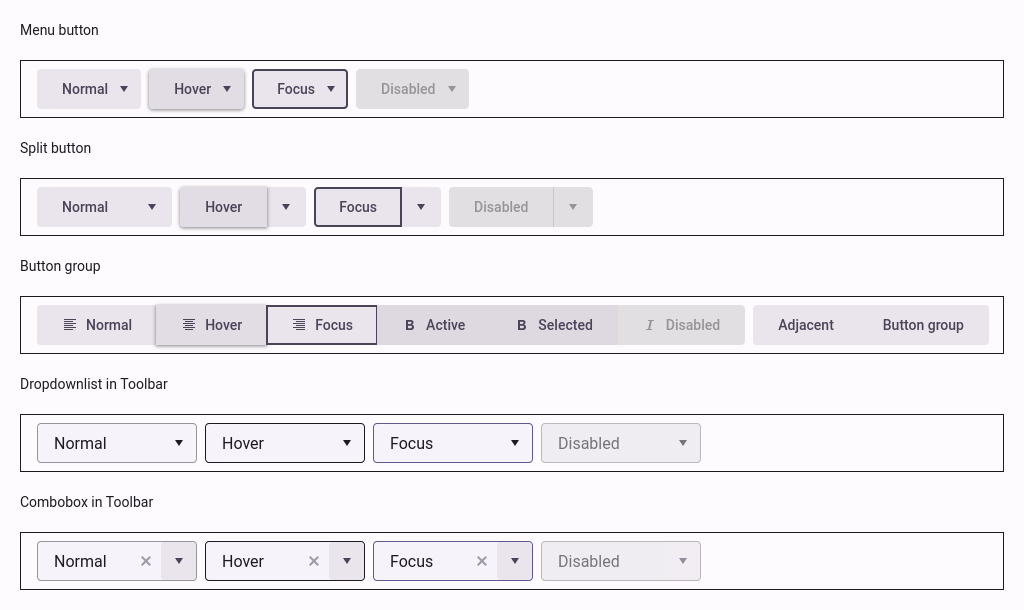 Menu button
Normal Hover Focus Disabled
Split button
Normal Hover Focus Disabled
Button group
Normal Hover Focus B Active B Selected I Disabled Adjacent Button group
Dropdownlist in Toolbar
Normal Hover Focus Disabled
Combobox in Toolbar
Normal Hover Focus Disabled